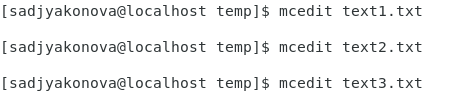 [sadjyakonova@localhost temp]$ mcedit text1.txt
[sadjyakonova@localhost temp]$ mcedit text2.txt
[sadjyakonova@localhost temp]$ mcedit text3.txt